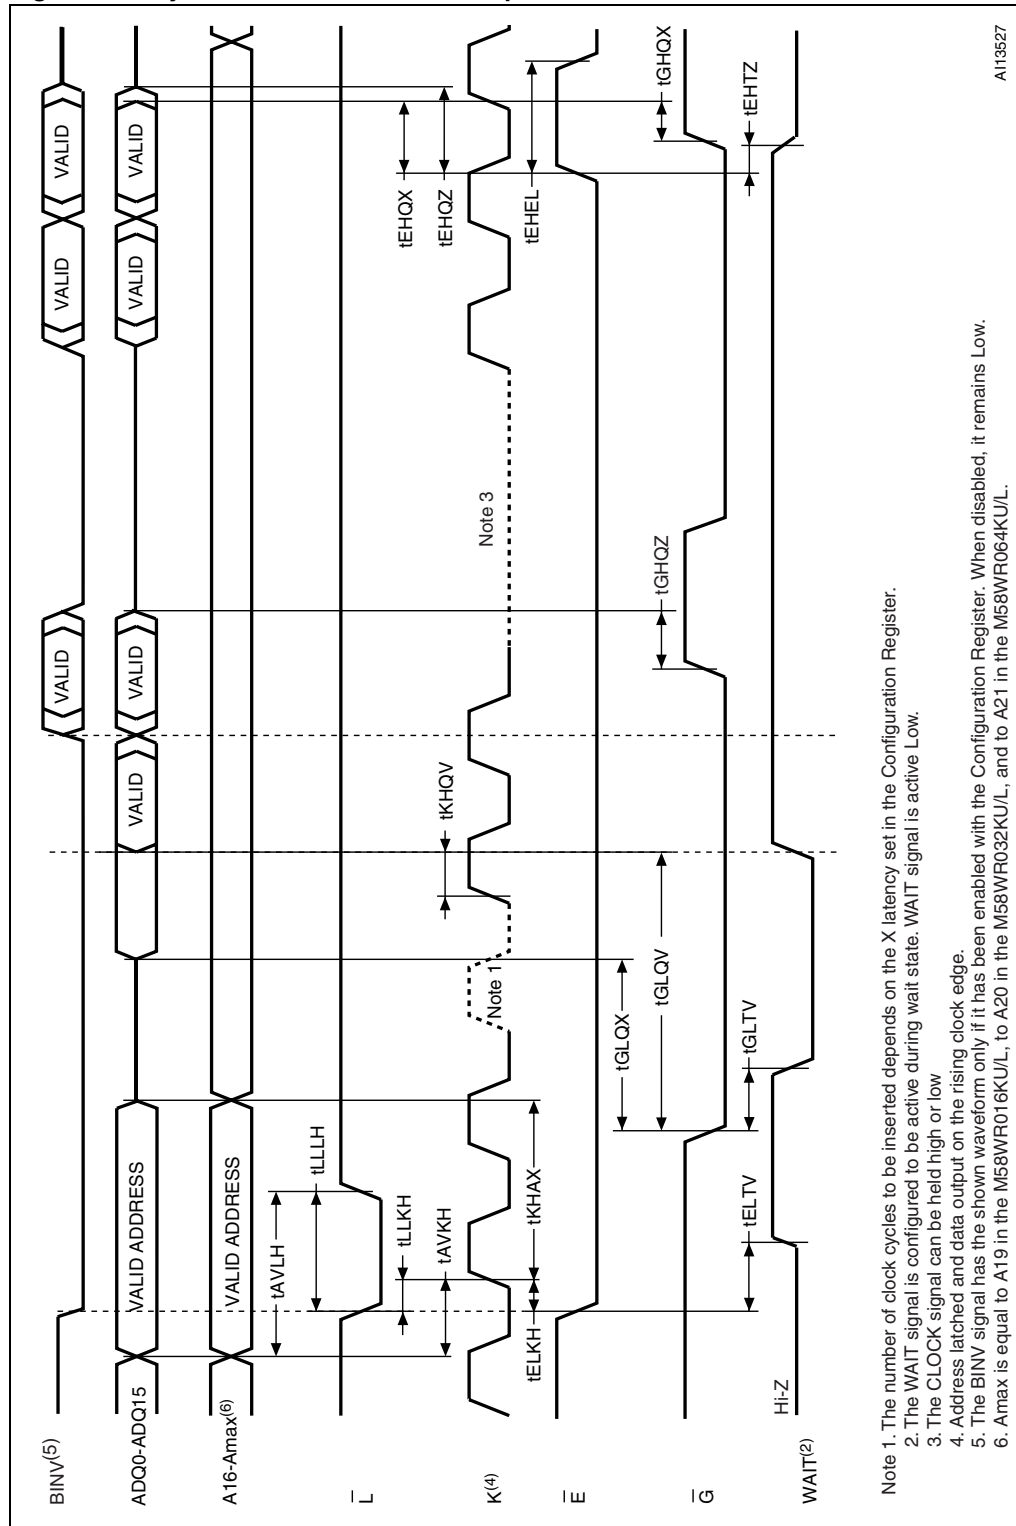 BINV(5)
VALID
VALID
VALID
ADQ0-ADQ15
VALID ADDRESS
VALID
VALID
VALID
VALID
A16-Amax(6)
VALID ADDRESS
tAVLH
L
tLLLH
tLLKH
tEHQX
tAVKH
tKHQV
tEHQZ
K(4)
Note 1
Note 3
tELKH
tKHAX
tEHEL
E
tGLQX
tGLQV
tGHQZ
tGHQX
G
tELTV
tGLTV
tEHTZ
Hi-Z
WAIT(2)
Note 1. The number of clock cycles to be inserted depends on the X latency set in the Configuration Register.
2. The WAIT signal is configured to be active during wait state. WAIT signal is active Low.
3. The CLOCK signal can be held high or low
4. Address latched and data output on the rising clock edge.
5. The BINV signal has the shown waveform only if it has been enabled with the Configuration Register. When disabled, it remains Low.
6. Amax is equal to A19 in the M58WR016KU/L, to A20 in the M58WR032KU/L, and to A21 in the M58WR064KU/L.
AI13527